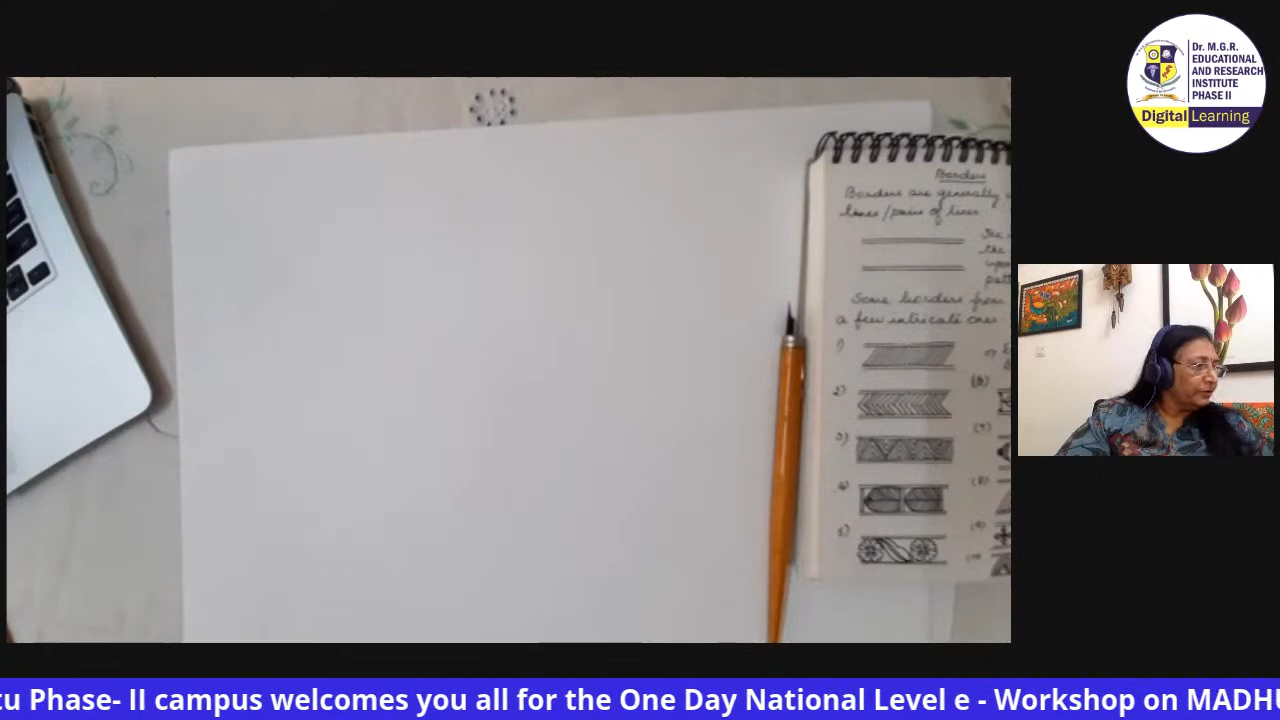 Dr. M.G.R.
EDUCATIONAL
AND RESEARCH
INSTITUTE
PHASE II
Digital Learning
Borders
Borders are generally
lines/pairs of lines
the
Some borders from
a few intricate ones
1)
2)
3)
4)
5)
tu Phase- II campus welcomes you all for the One Day National Level e - Workshop on MADHU